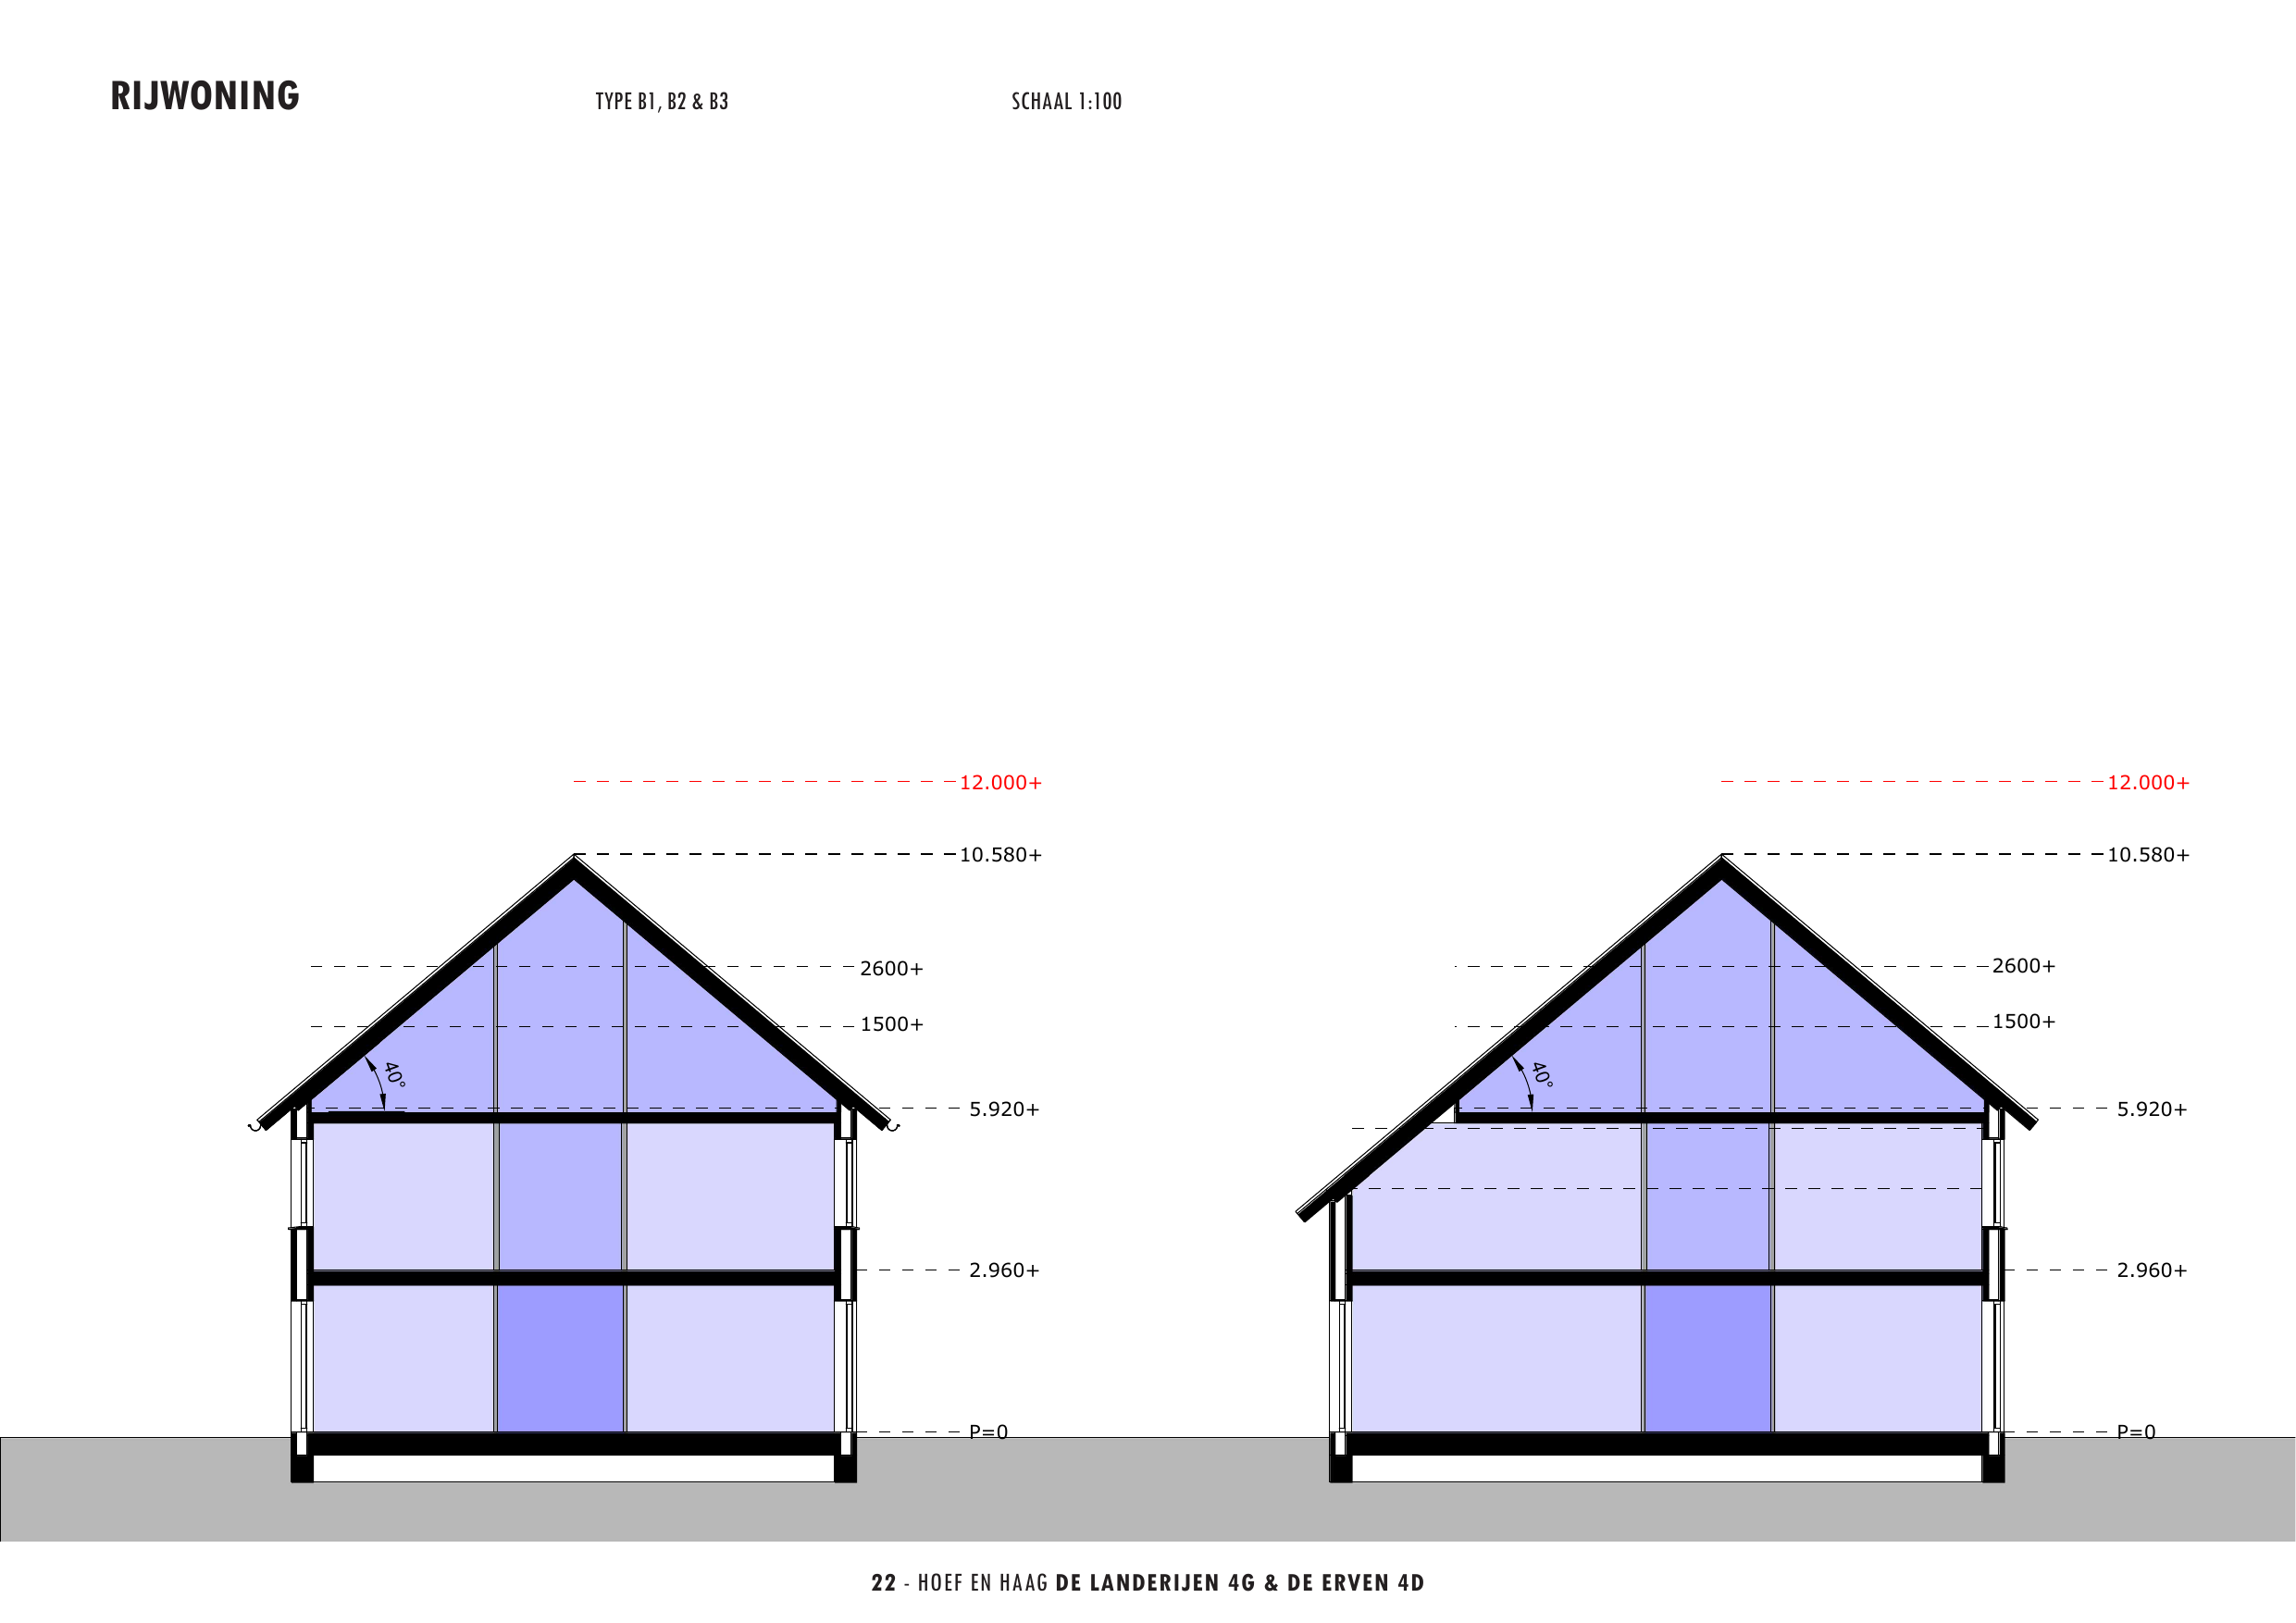 RIJWONING TYPE B1, B2 & B3 SCHAAL 1:100
12.000+ 12.000+
10.580+ 10.580+
2600+ 2600+
1500+ 1500+
40° 40°
5.920+ 5.920+
2.960+ 2.960+
P=0 P=0
22 - HOEF EN HAAG DE LANDERIJEN 4G & DE ERVEN 4D